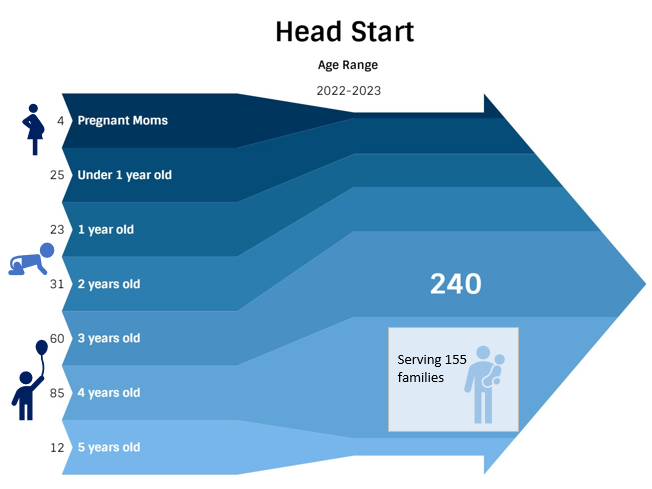 Head Start
Age Range
2022-2023
4 Pregnant Moms
25 Under 1 year old
23 1 year old
31 2 years old
60 3 years old
85 4 years old
12 5 years old
240
Serving 155
families